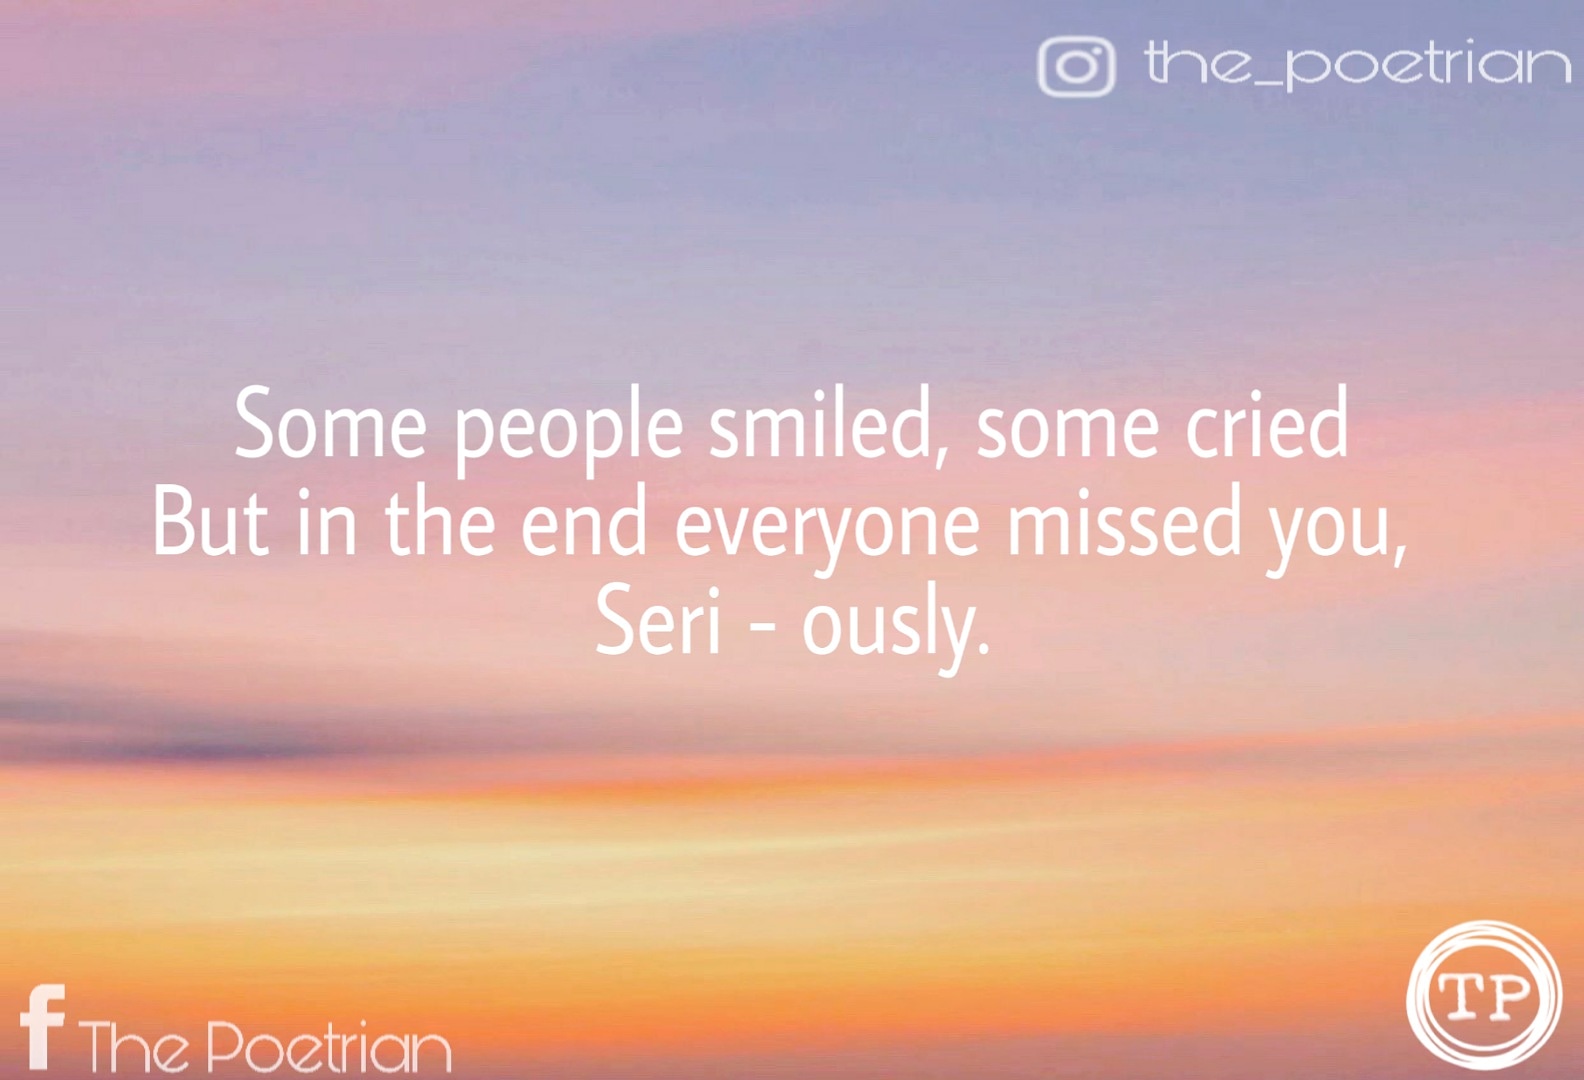 the_poetrian
Some people smiled, some cried
But in the end everyone missed you,
Seri - ously.
TP
f The Poetrian